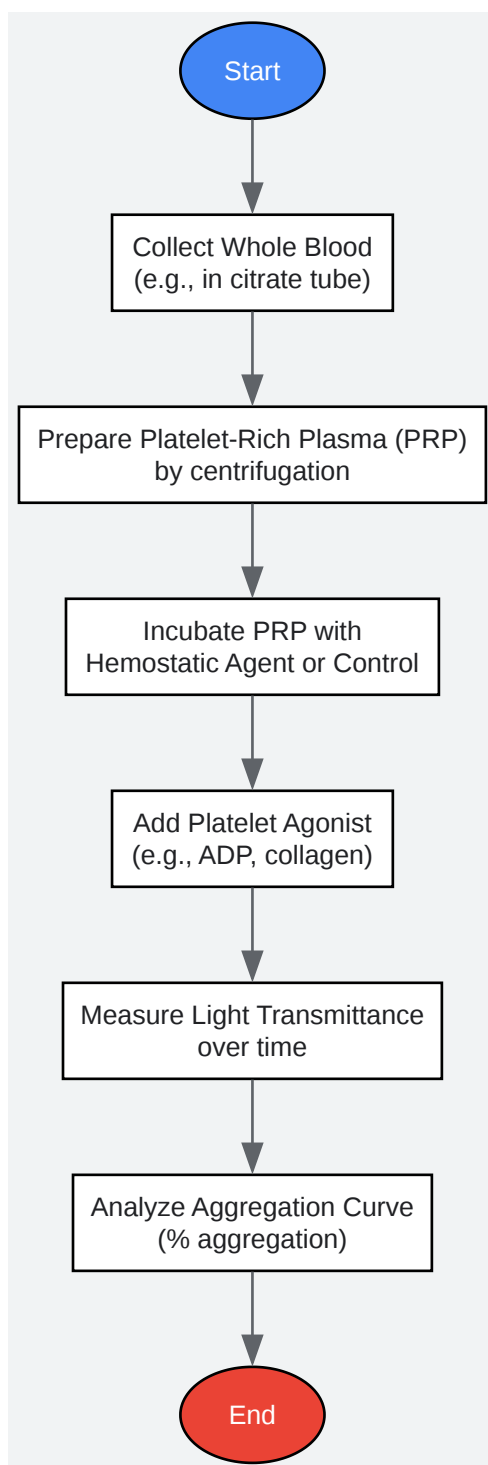 Start
Collect Whole Blood
(e.g., in citrate tube)
Prepare Platelet-Rich Plasma (PRP)
by centrifugation
Incubate PRP with
Hemostatic Agent or Control
Add Platelet Agonist
(e.g., ADP, collagen)
Measure Light Transmittance
over time
Analyze Aggregation Curve
(% aggregation)
End